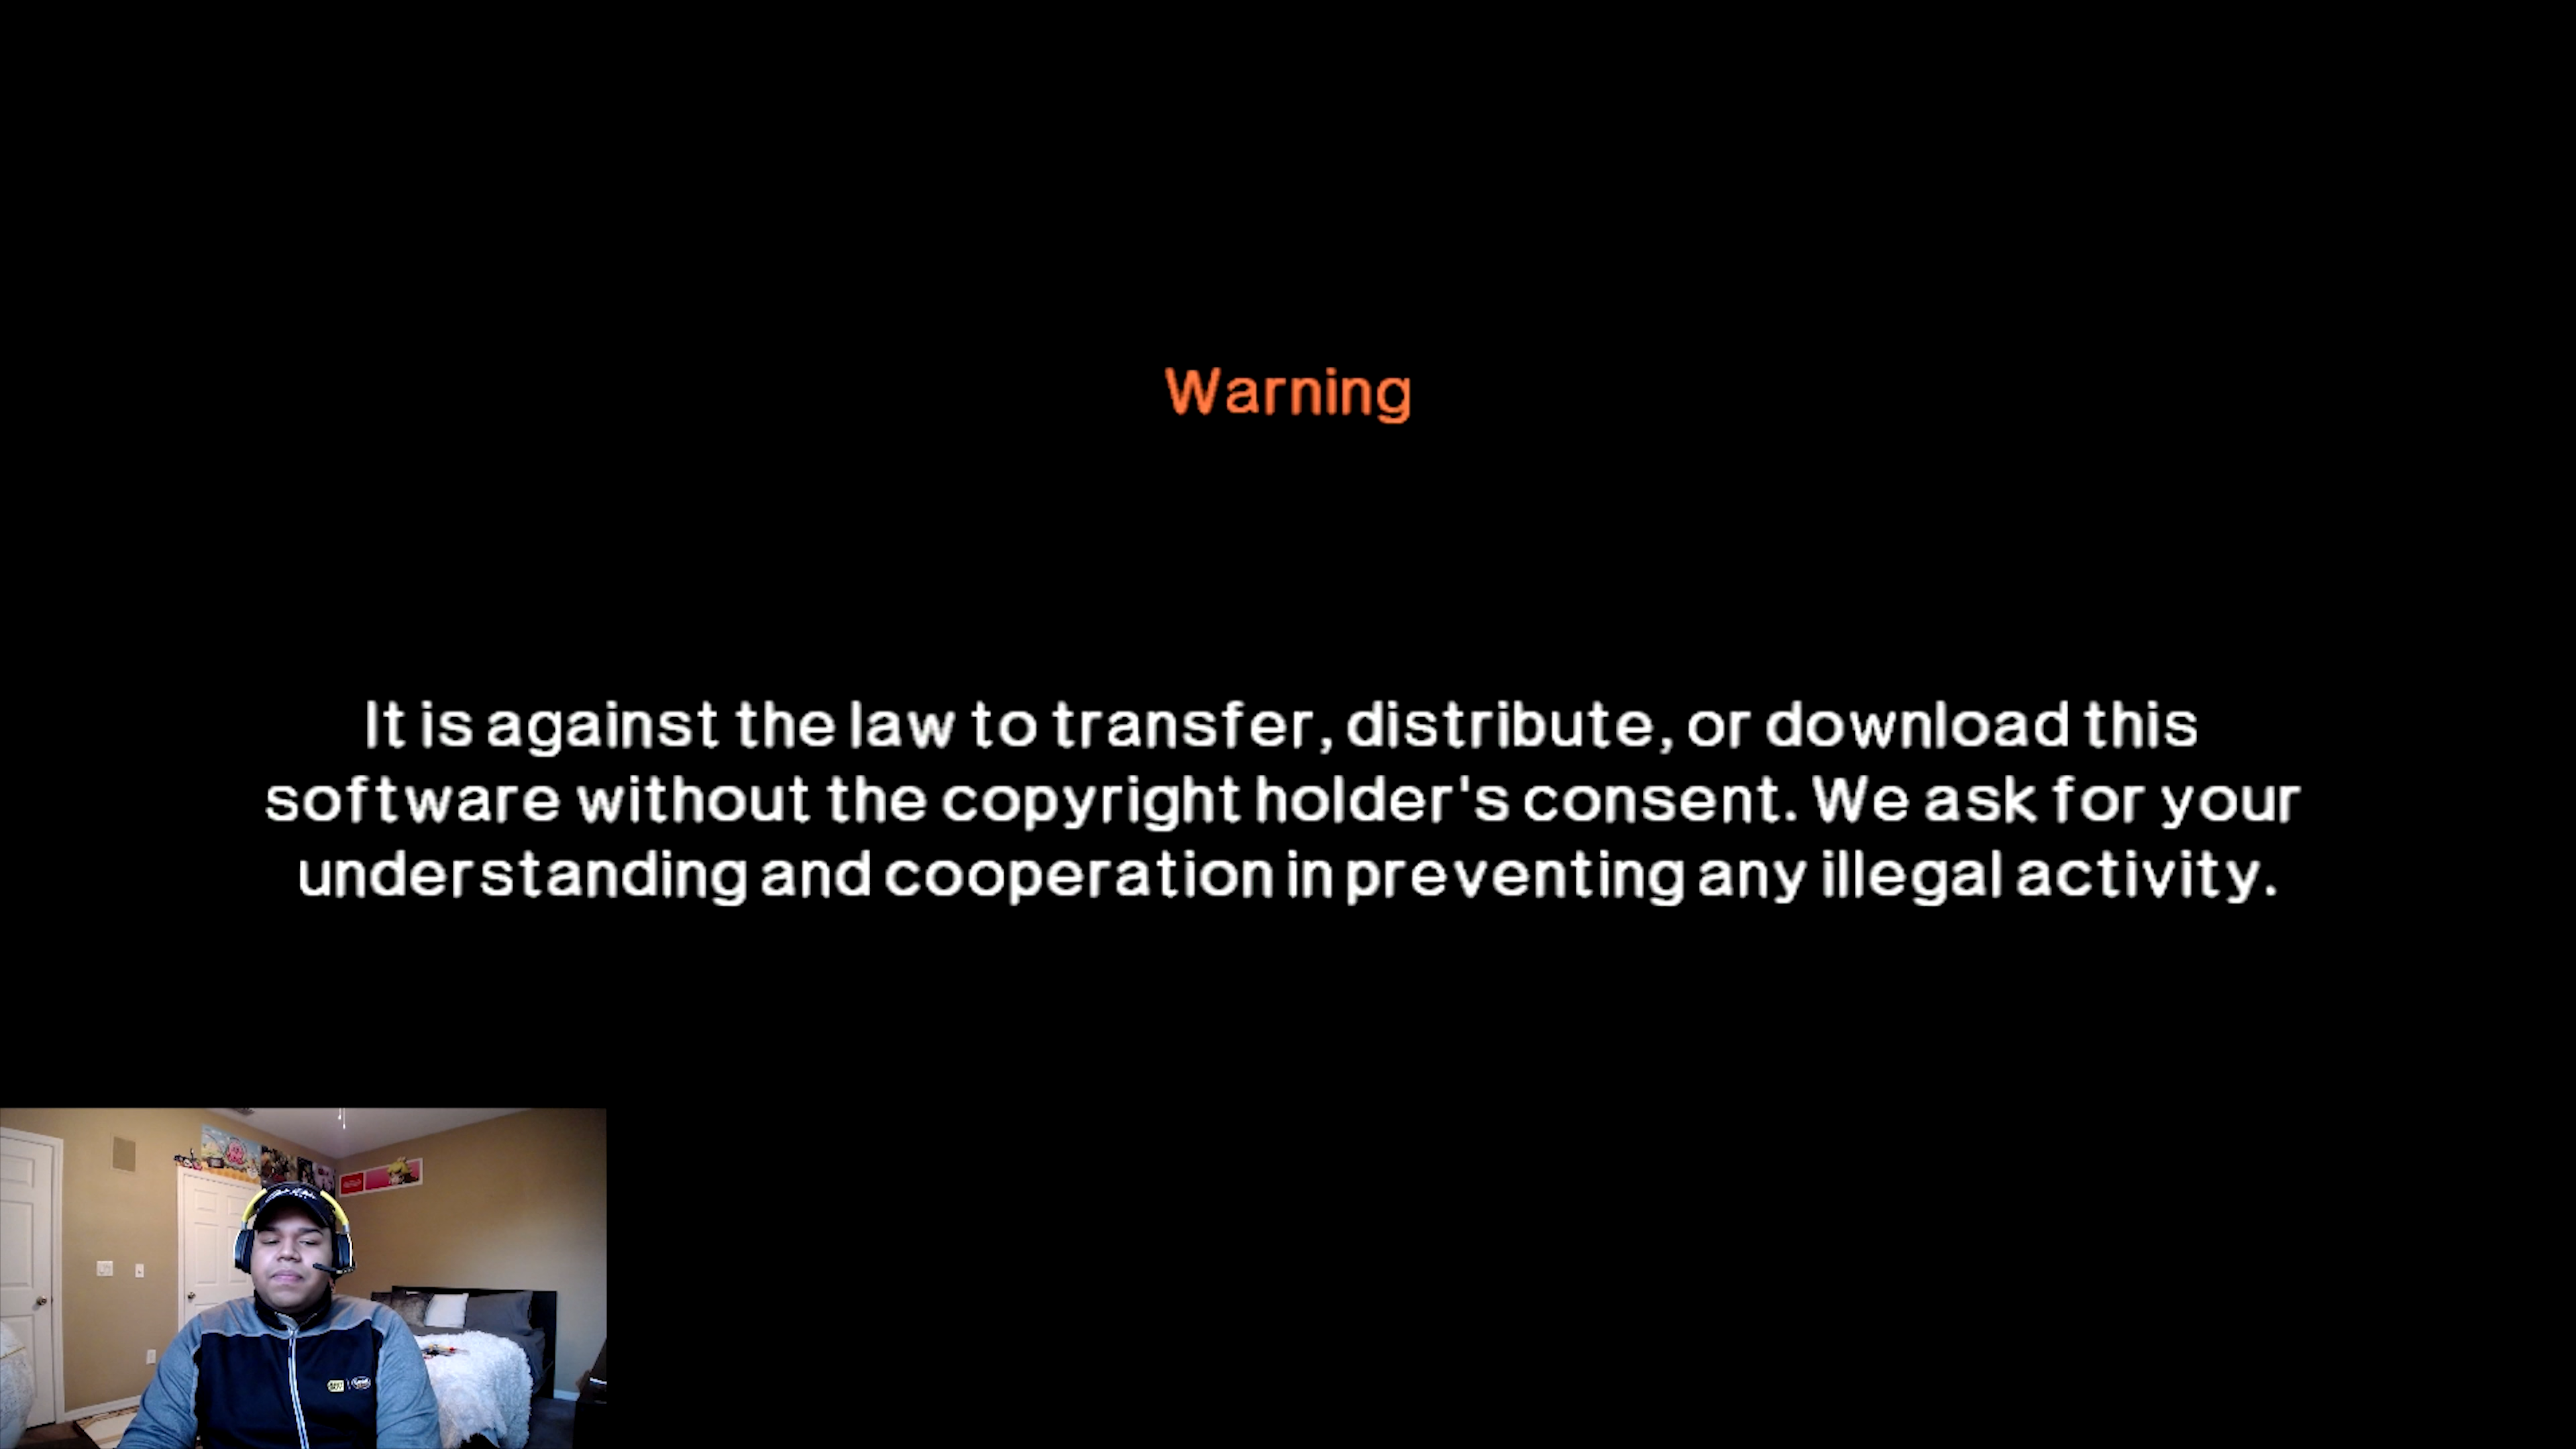 Warning
It is against the law to transfer, distribute, or download this
software without the copyright holder's consent. We ask for your
understanding and cooperation in preventing any illegal activity.